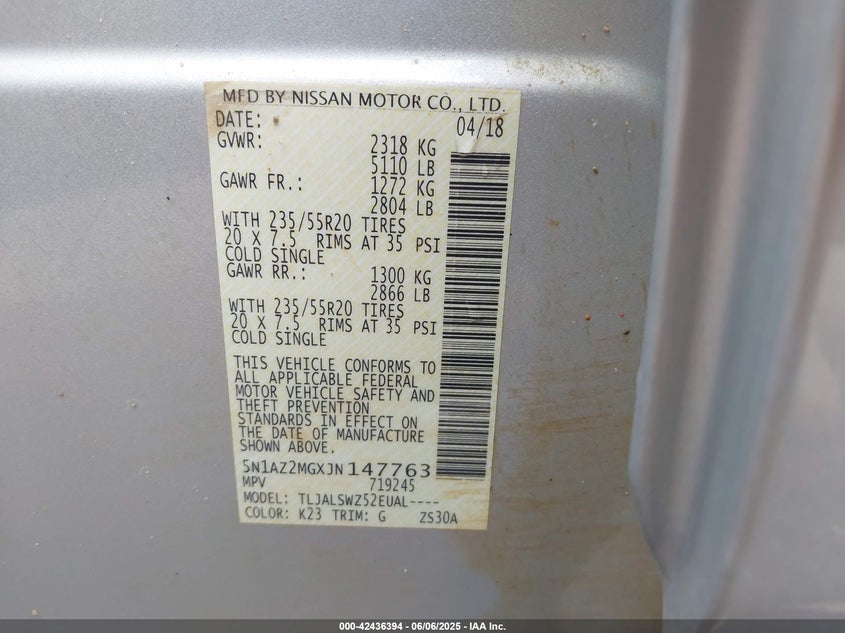 MFD BY NISSAN MOTOR CO., LTD.
DATE: 04/18
GVWR: 2318 KG
5110 LB
GAWR FR.: 1272 KG
2804 LB
WITH 235/55R20 TIRES
20 X 7.5 RIMS AT 35 PSI
COLD SINGLE
GAWR RR.: 1300 KG
2866 LB
WITH 235/55R20 TIRES
20 X 7.5 RIMS AT 35 PSI
COLD SINGLE
THIS VEHICLE CONFORMS TO
ALL APPLICABLE FEDERAL
MOTOR VEHICLE SAFETY AND
THEFT PREVENTION
STANDARDS IN EFFECT ON
THE DATE OF MANUFACTURE
SHOWN ABOVE.
5N1AZ2MGXJN147763
MPV 719245
MODEL: TLJALSWZ52EUAL----
COLOR: K23 TRIM: G ZS30A
000-42436394 - 06/06/2025 - IAA Inc.